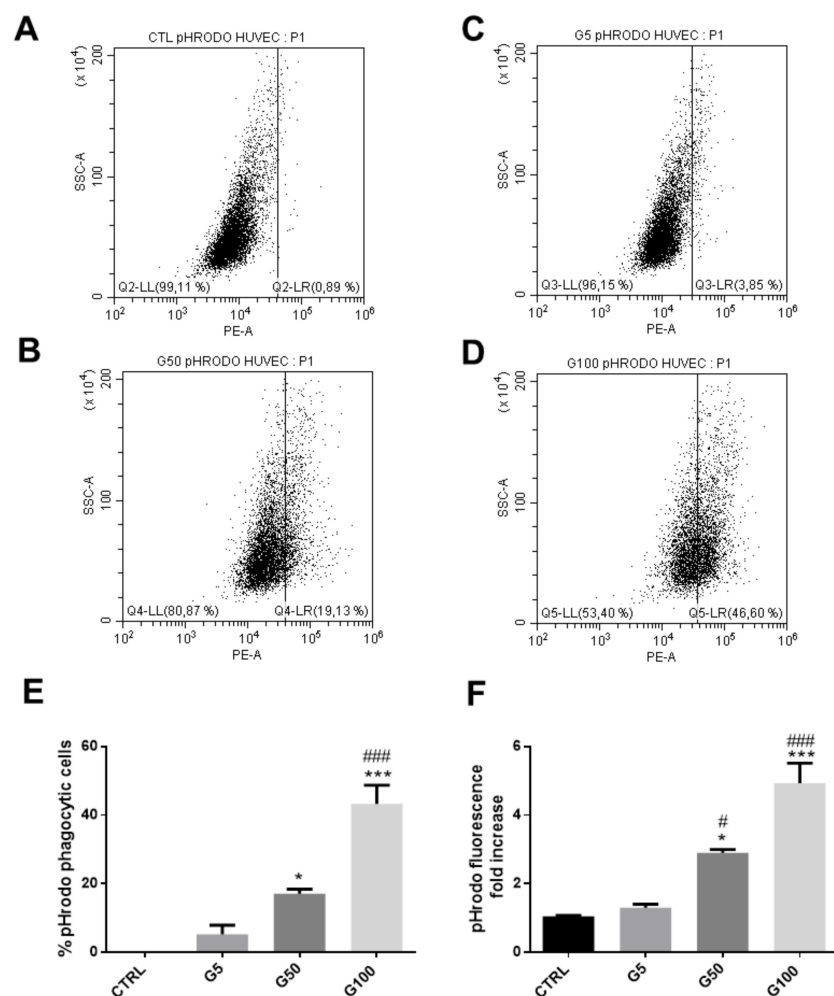 A
CTL pHRODO HUVEC : P1
(x 10⁴)
200
100
0
SSC-A
Q2-LL(99,11 %)
Q2-LR(0,89 %)
10² 10³ 10⁴ 10⁵ 10⁶
PE-A
C
G5 pHRODO HUVEC : P1
(x 10⁴)
200
100
0
SSC-A
Q3-LL(96,15 %)
Q3-LR(3,85 %)
10² 10³ 10⁴ 10⁵ 10⁶
PE-A
B
G50 pHRODO HUVEC : P1
(x 10⁴)
200
100
0
SSC-A
Q4-LL(80,87 %)
Q4-LR(19,13 %)
10² 10³ 10⁴ 10⁵ 10⁶
PE-A
D
G100 pHRODO HUVEC : P1
(x 10⁴)
200
100
0
SSC-A
Q5-LL(53,40 %)
Q5-LR(46,60 %)
10² 10³ 10⁴ 10⁵ 10⁶
PE-A
E
% pHrodo phagocytic cells
60
40
20
0
*
###
***
CTRL
G5
G50
G100
F
pHrodo fluorescence
fold increase
6
4
2
0
#
*
###
***
CTRL
G5
G50
G100